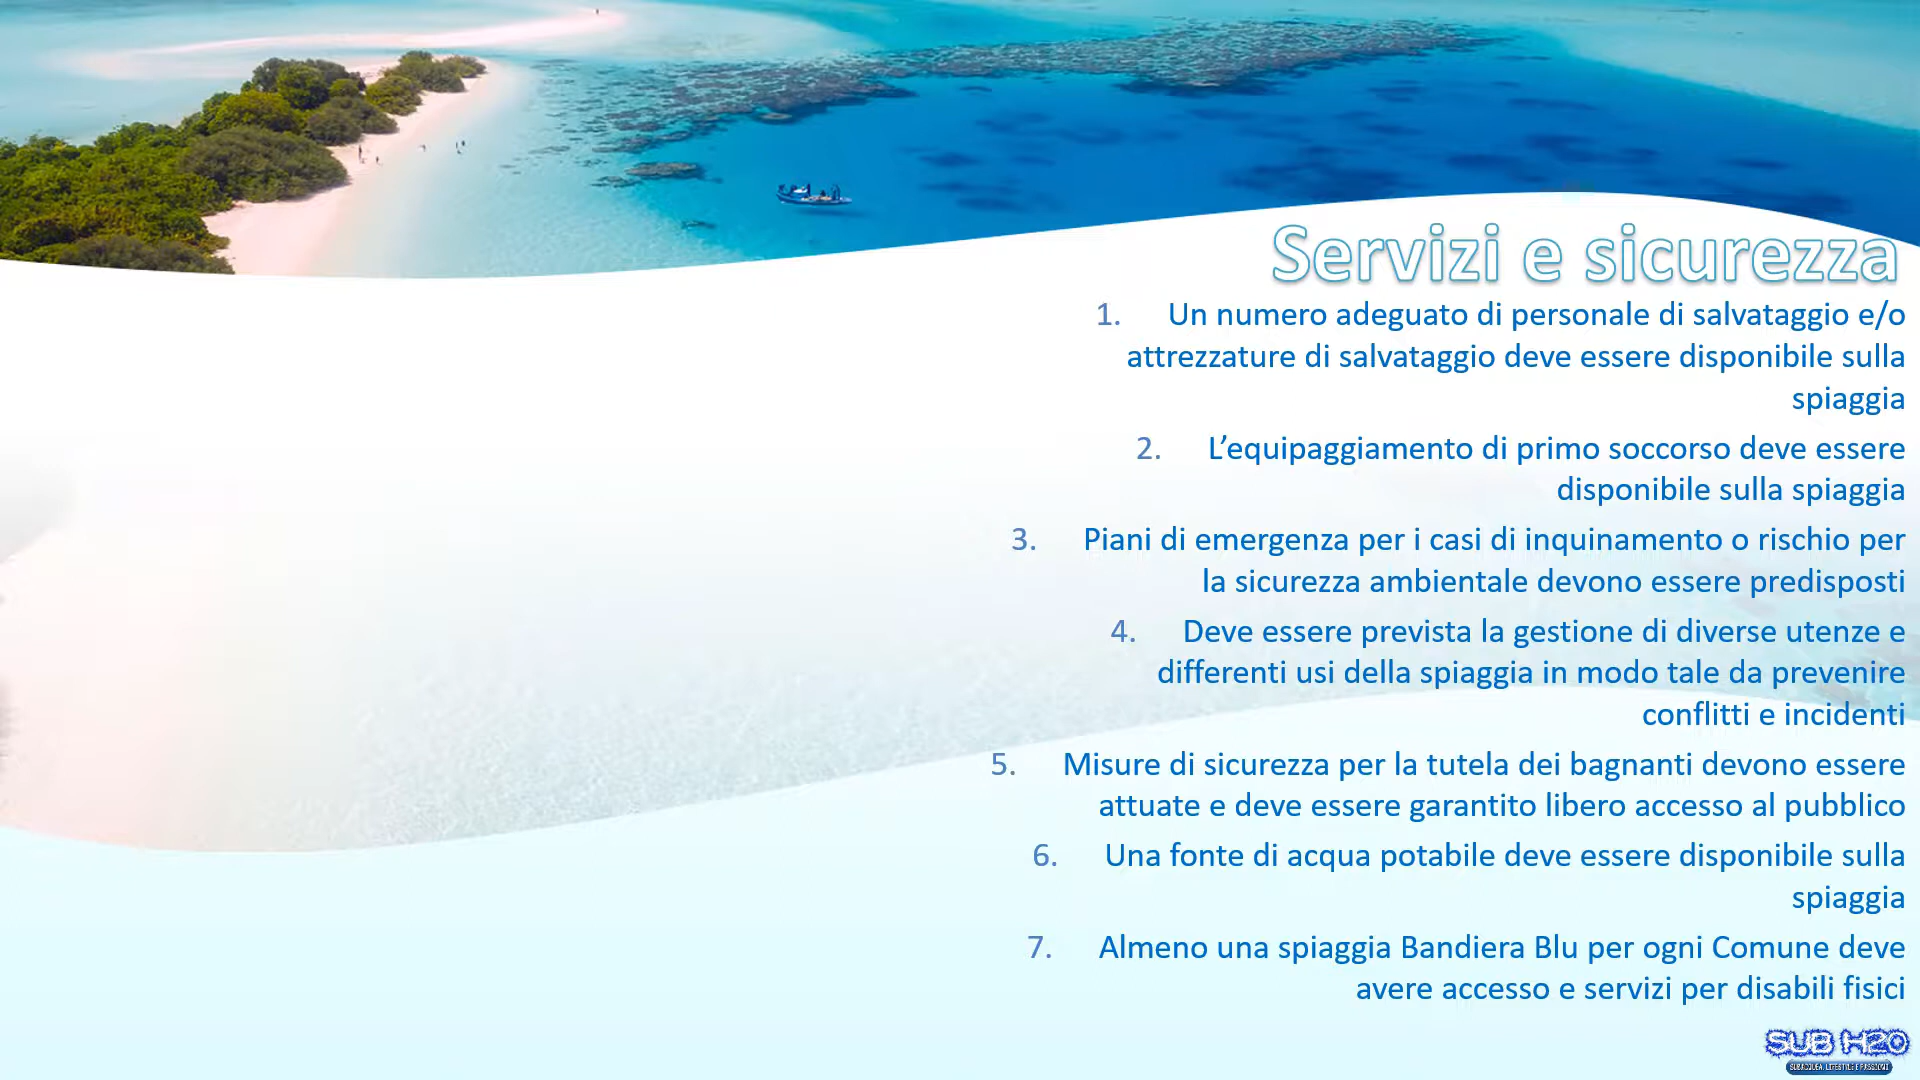 Servizi e sicurezza
1. Un numero adeguato di personale di salvataggio e/o
attrezzature di salvataggio deve essere disponibile sulla
spiaggia
2. L’equipaggiamento di primo soccorso deve essere
disponibile sulla spiaggia
3. Piani di emergenza per i casi di inquinamento o rischio per
la sicurezza ambientale devono essere predisposti
4. Deve essere prevista la gestione di diverse utenze e
differenti usi della spiaggia in modo tale da prevenire
conflitti e incidenti
5. Misure di sicurezza per la tutela dei bagnanti devono essere
attuate e deve essere garantito libero accesso al pubblico
6. Una fonte di acqua potabile deve essere disponibile sulla
spiaggia
7. Almeno una spiaggia Bandiera Blu per ogni Comune deve
avere accesso e servizi per disabili fisici
SUB H2O
SUBACQUEA, LIFESTYLE E PASSIONI